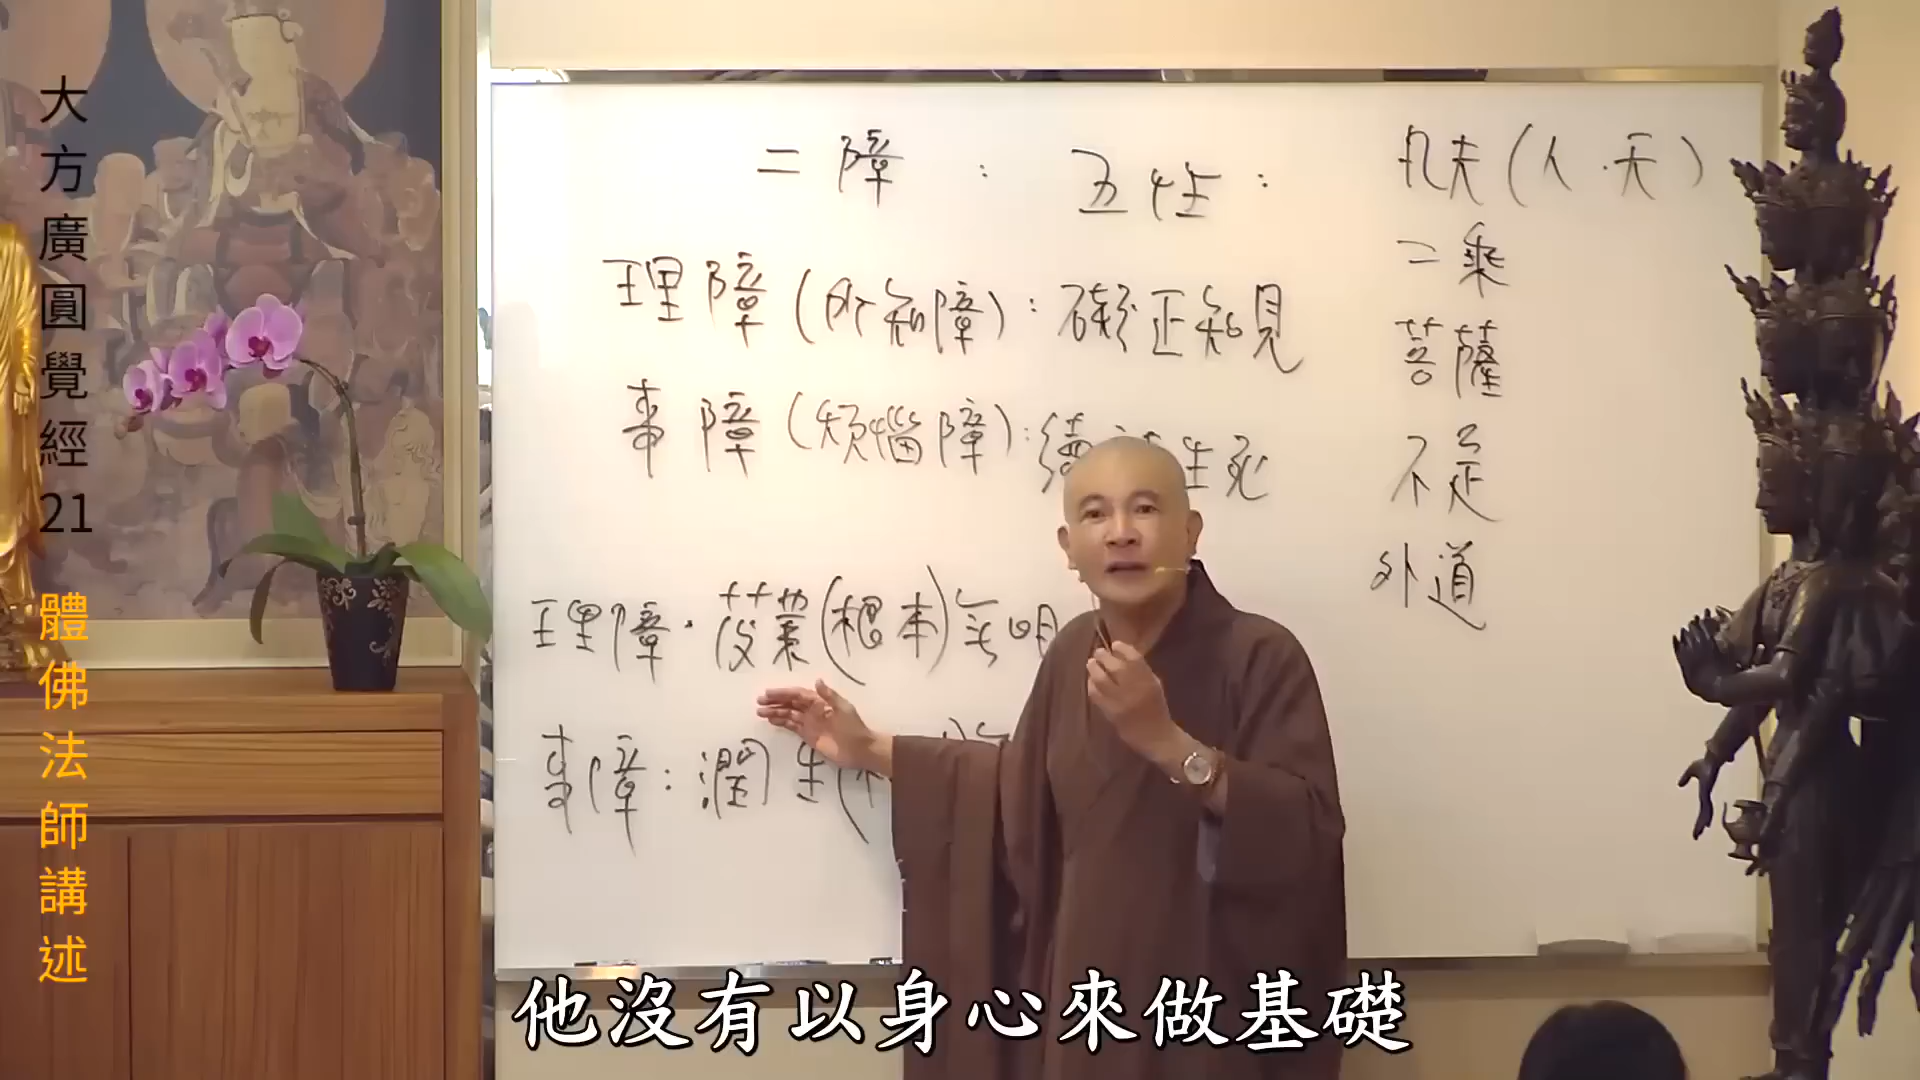 大方廣圓覺經21 體佛法師講述
二障：五性：
凡夫(人．天)
二乘
菩薩
不定
外道
理障(所知障)：礙正知見
事障(煩惱障)：續諸生死
理障．發業(根本)無明
事障：潤生(
他沒有以身心來做基礎